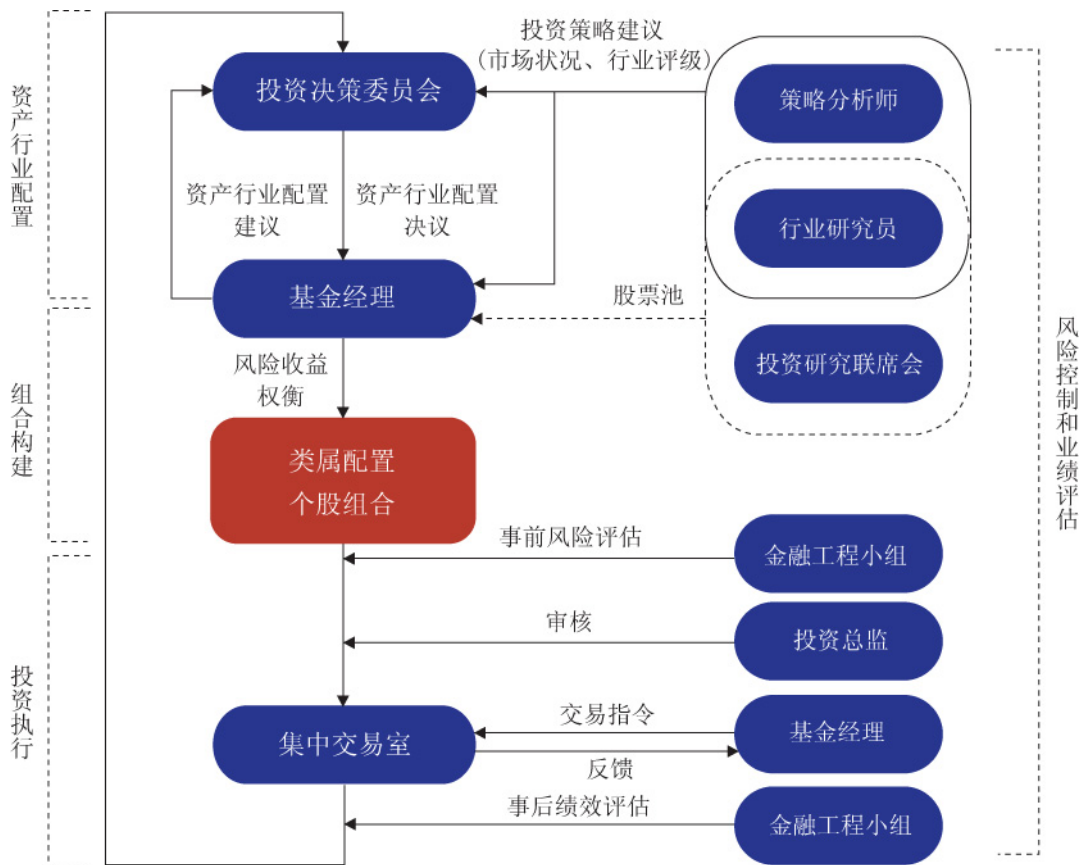 投资策略建议
(市场状况、行业评级)
投资决策委员会
策略分析师
资产行业配置
资产行业配置
建议
资产行业配置
决议
行业研究员
基金经理
股票池
投资研究联席会
风险收益
权衡
组合构建
类属配置
个股组合
风险控制和业绩评估
事前风险评估
金融工程小组
审核
投资总监
投资执行
交易指令
基金经理
集中交易室
反馈
事后绩效评估
金融工程小组